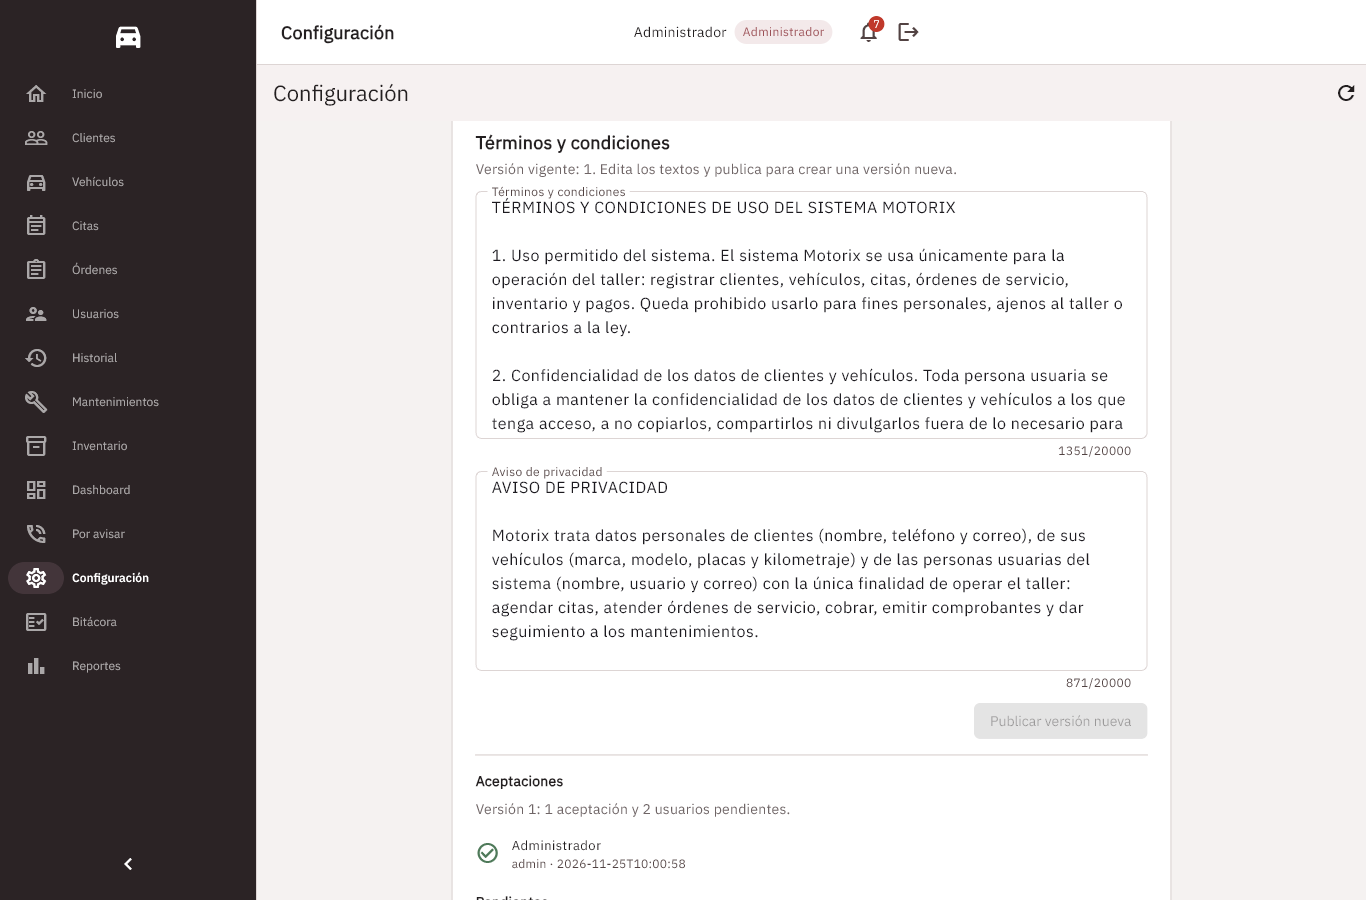 Configuración
Administrador
Administrador
7
Inicio
Clientes
Vehículos
Citas
Órdenes
Usuarios
Historial
Mantenimientos
Inventario
Dashboard
Por avisar
Configuración
Bitácora
Reportes
Configuración
Términos y condiciones
Versión vigente: 1. Edita los textos y publica para crear una versión nueva.
Términos y condiciones
TÉRMINOS Y CONDICIONES DE USO DEL SISTEMA MOTORIX
1. Uso permitido del sistema. El sistema Motorix se usa únicamente para la
operación del taller: registrar clientes, vehículos, citas, órdenes de servicio,
inventario y pagos. Queda prohibido usarlo para fines personales, ajenos al taller o
contrarios a la ley.
2. Confidencialidad de los datos de clientes y vehículos. Toda persona usuaria se
obliga a mantener la confidencialidad de los datos de clientes y vehículos a los que
tenga acceso, a no copiarlos, compartirlos ni divulgarlos fuera de lo necesario para
1351/20000
Aviso de privacidad
AVISO DE PRIVACIDAD
Motorix trata datos personales de clientes (nombre, teléfono y correo), de sus
vehículos (marca, modelo, placas y kilometraje) y de las personas usuarias del
sistema (nombre, usuario y correo) con la única finalidad de operar el taller:
agendar citas, atender órdenes de servicio, cobrar, emitir comprobantes y dar
seguimiento a los mantenimientos.
871/20000
Publicar versión nueva
Aceptaciones
Versión 1: 1 aceptación y 2 usuarios pendientes.
Administrador
admin · 2026-11-25T10:00:58
Pendientes